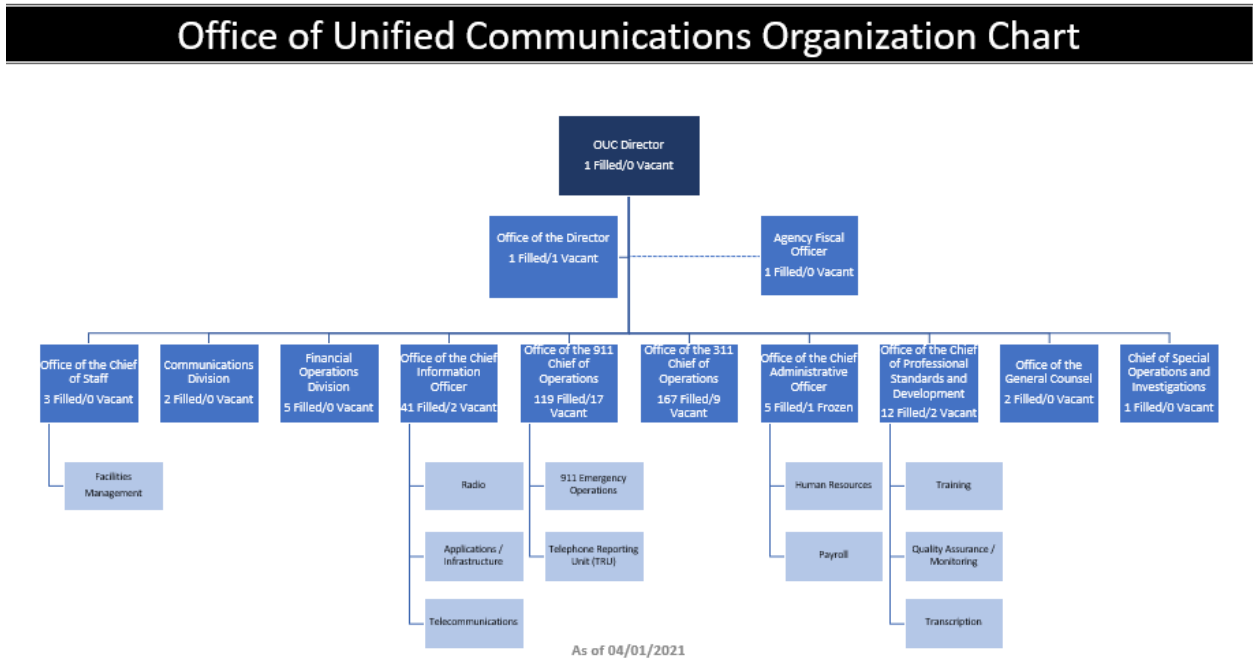 Office of Unified Communications Organization Chart
OUC Director
1 Filled/0 Vacant
Office of the Director
1 Filled/1 Vacant
Agency Fiscal
Officer
1 Filled/0 Vacant
Office of the Chief
of Staff
3 Filled/0 Vacant
Communications
Division
2 Filled/0 Vacant
Financial
Operations
Division
5 Filled/0 Vacant
Office of the Chief
Information
Officer
41 Filled/2 Vacant
Office of the 911
Chief of
Operations
119 Filled/17
Vacant
Office of the 311
Chief of
Operations
167 Filled/9
Vacant
Office of the Chief
Administrative
Officer
5 Filled/1 Frozen
Office of the Chief
of Professional
Standards and
Development
12 Filled/2 Vacant
Office of the
General Counsel
2 Filled/0 Vacant
Chief of Special
Operations and
Investigations
1 Filled/0 Vacant
Facilities
Management
Radio
Applications /
Infrastructure
Telecommunications
911 Emergency
Operations
Telephone Reporting
Unit (TRU)
Human Resources
Payroll
Training
Quality Assurance /
Monitoring
Transcription
As of 04/01/2021